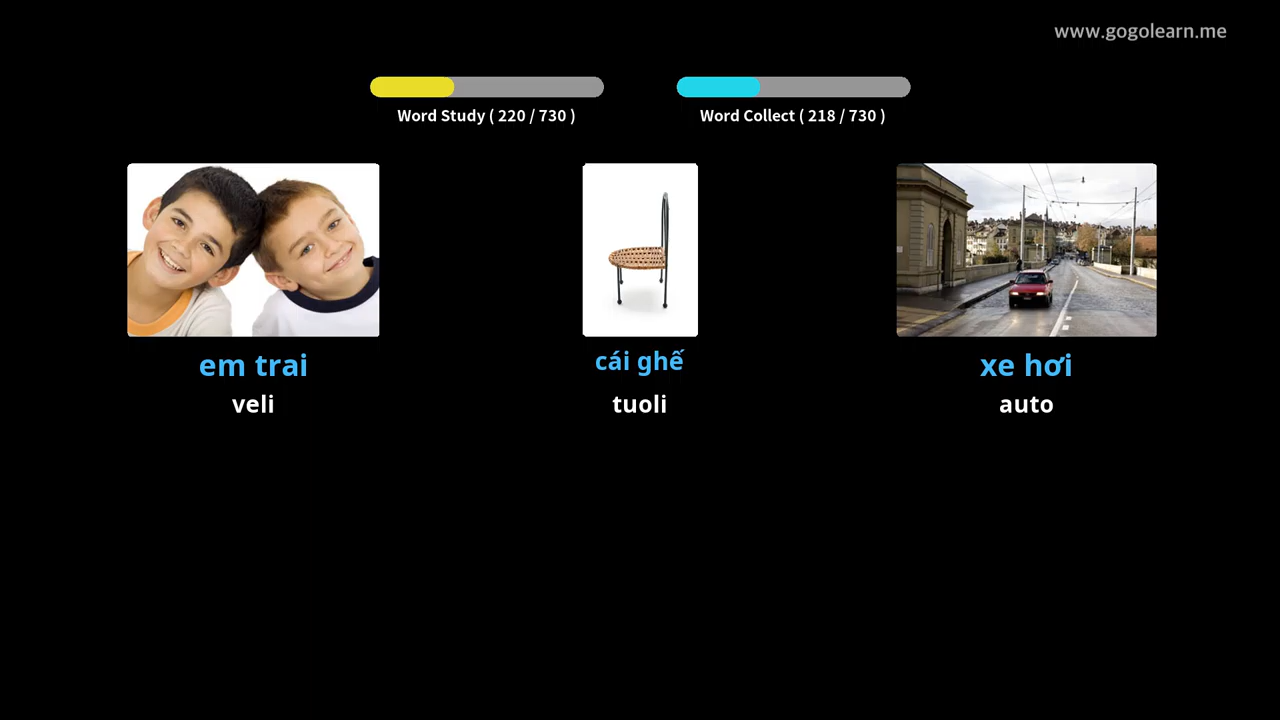 www.gogolearn.me
Word Study ( 220 / 730 )
Word Collect ( 218 / 730 )
em trai
cái ghế
xe hơi
veli
tuoli
auto